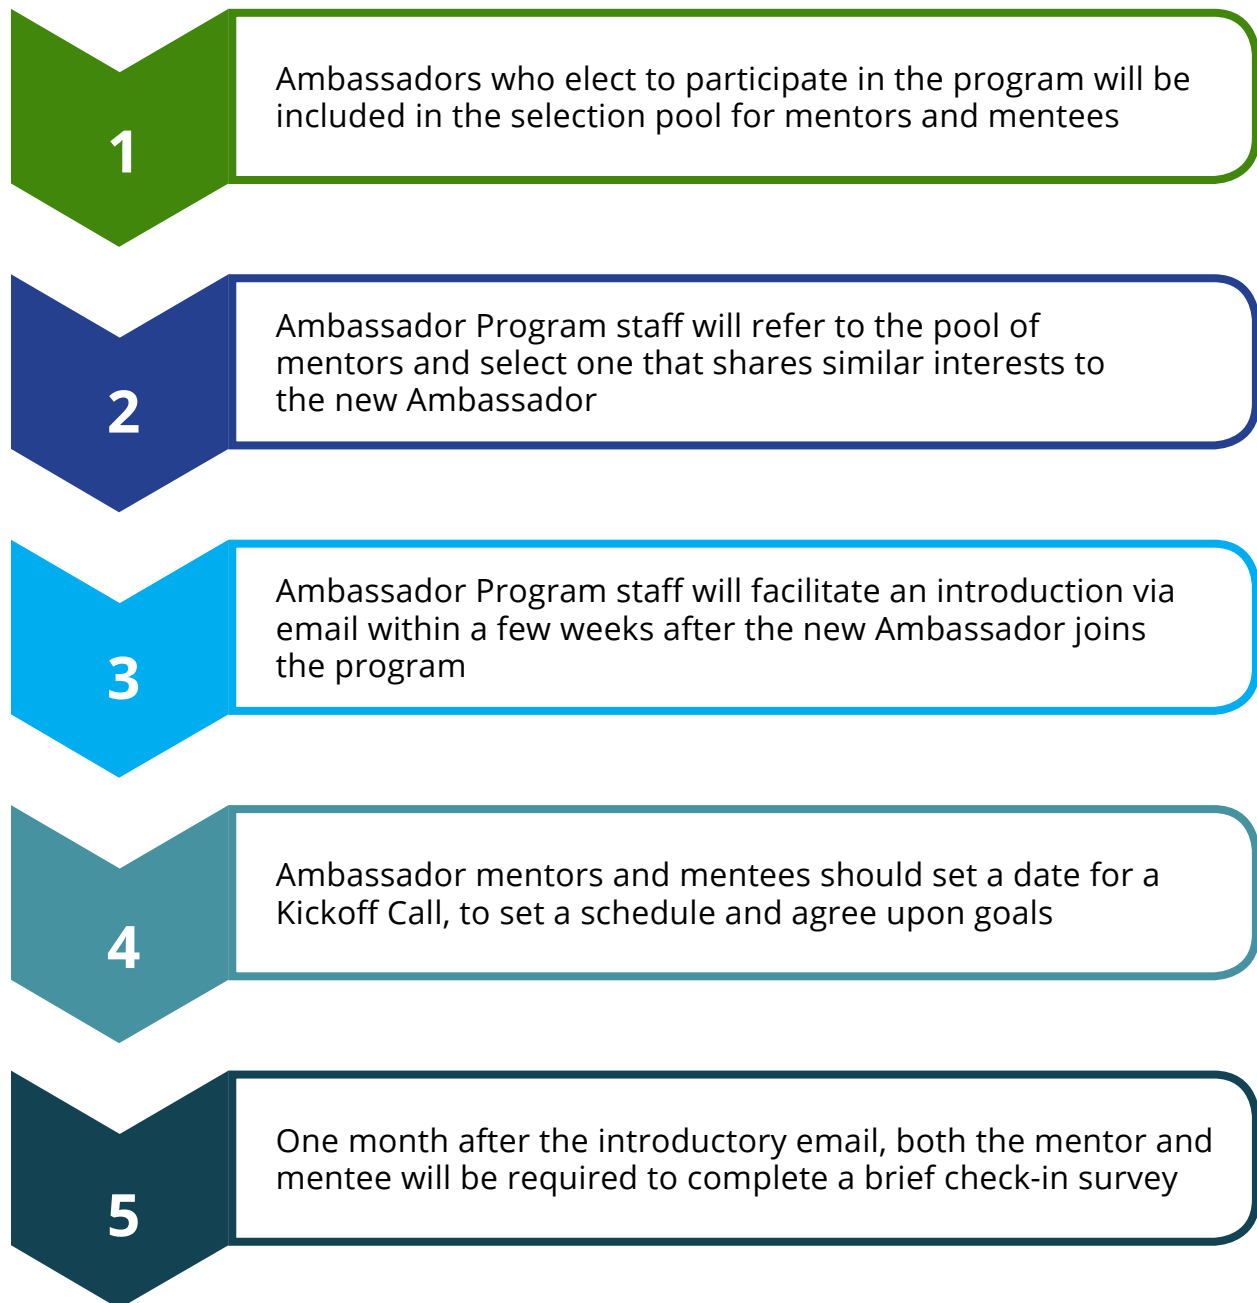 1
Ambassadors who elect to participate in the program will be
included in the selection pool for mentors and mentees
2
Ambassador Program staff will refer to the pool of
mentors and select one that shares similar interests to
the new Ambassador
3
Ambassador Program staff will facilitate an introduction via
email within a few weeks after the new Ambassador joins
the program
4
Ambassador mentors and mentees should set a date for a
Kickoff Call, to set a schedule and agree upon goals
5
One month after the introductory email, both the mentor and
mentee will be required to complete a brief check-in survey